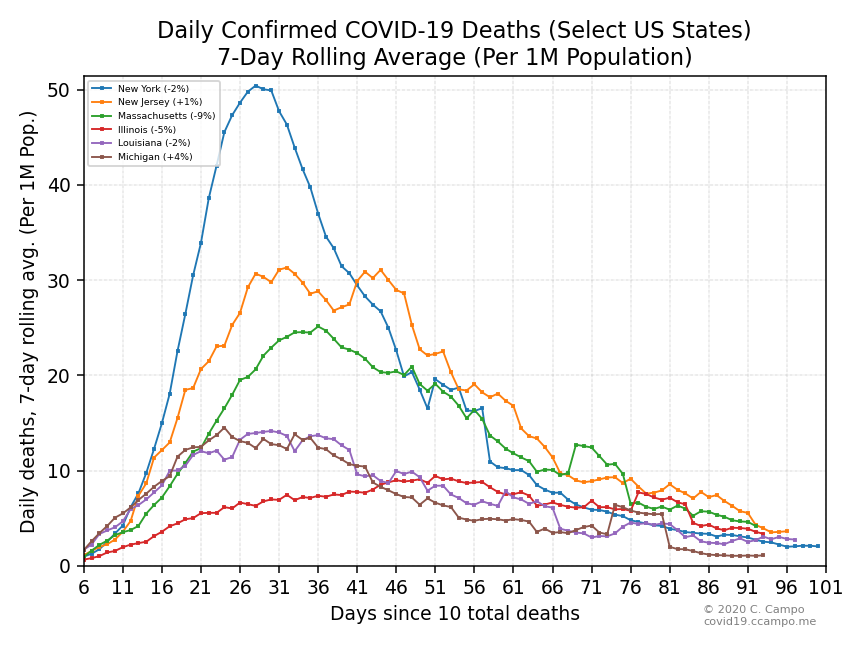 Daily Confirmed COVID-19 Deaths (Select US States)
7-Day Rolling Average (Per 1M Population)
Daily deaths, 7-day rolling avg. (Per 1M Pop.)
50
40
30
20
10
0
New York (-2%)
New Jersey (+1%)
Massachusetts (-9%)
Illinois (-5%)
Louisiana (-2%)
Michigan (+4%)
6 11 16 21 26 31 36 41 46 51 56 61 66 71 76 81 86 91 96 101
Days since 10 total deaths
© 2020 C. Campo
covid19.ccampo.me